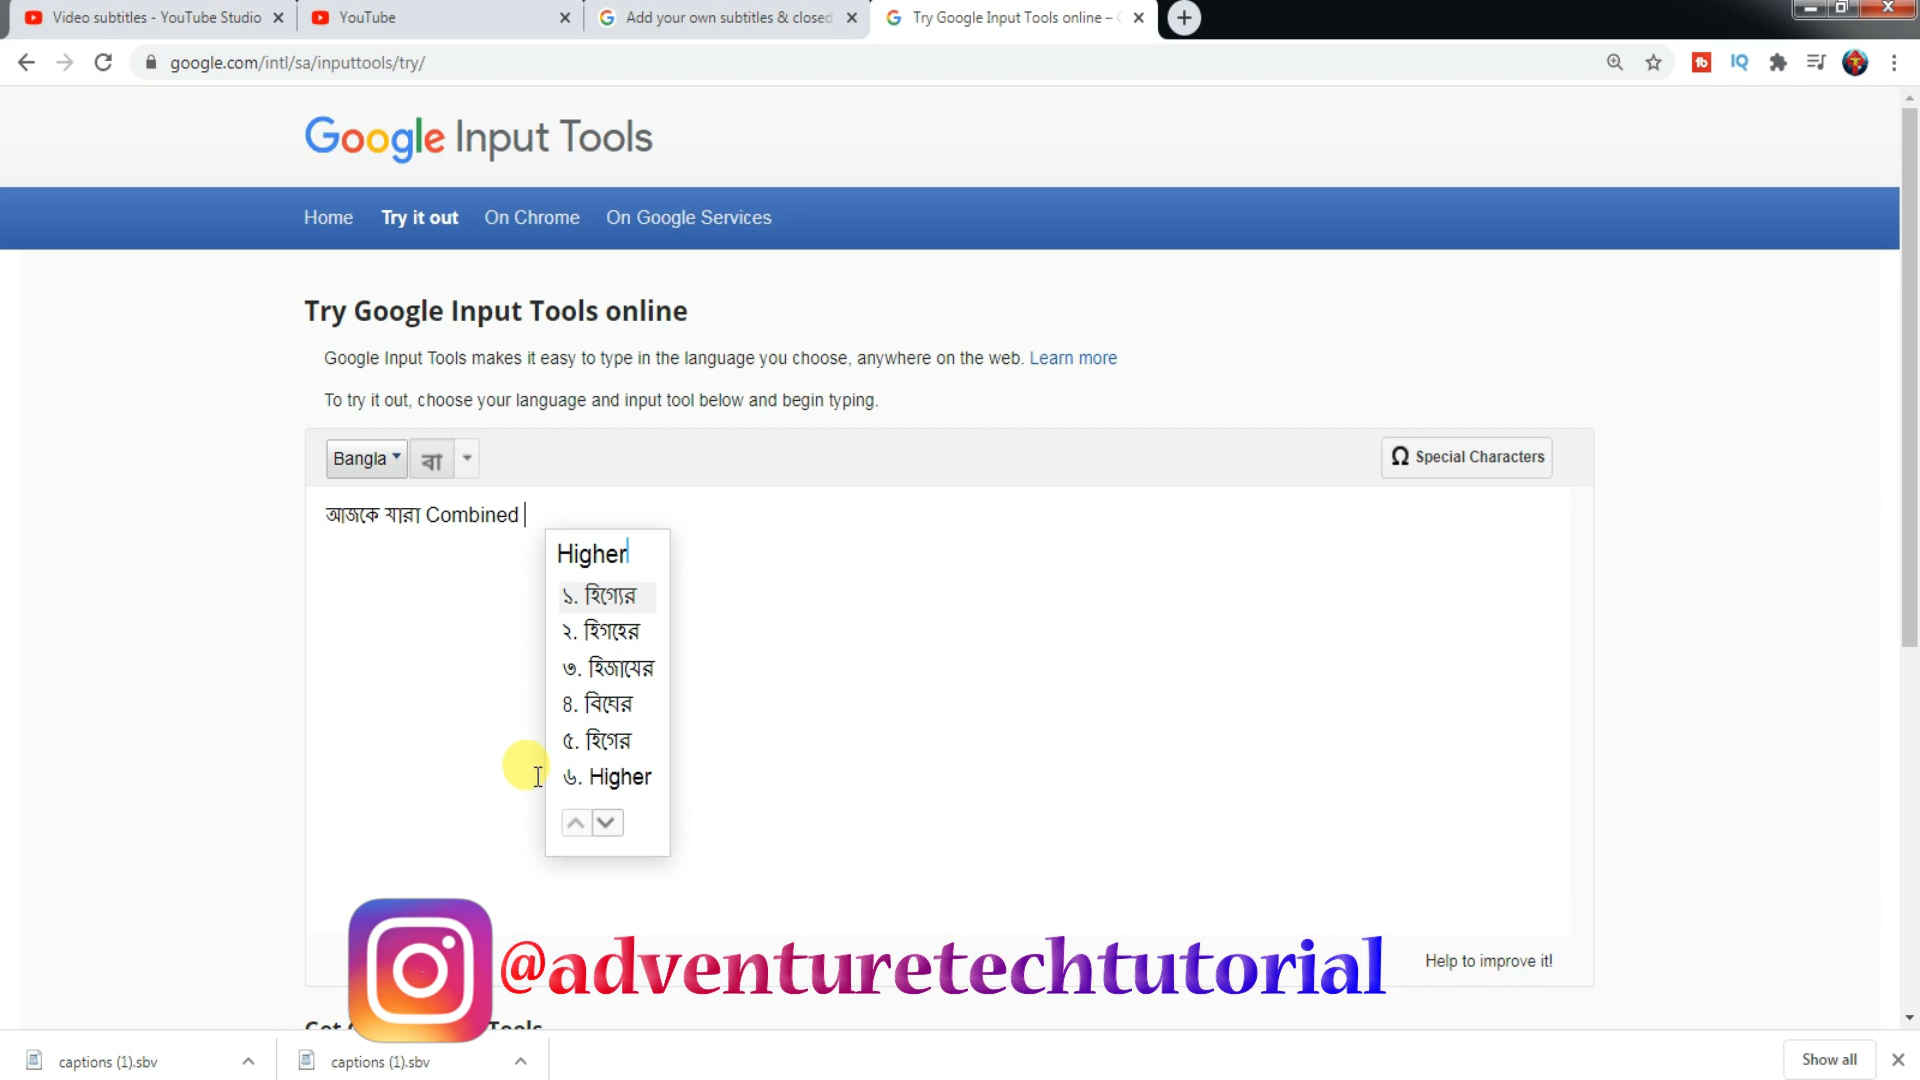 Video subtitles - YouTube Studio
YouTube
Add your own subtitles & closed
Try Google Input Tools online –
google.com/intl/sa/inputtools/try/
Google Input Tools
Home Try it out On Chrome On Google Services
Try Google Input Tools online
Google Input Tools makes it easy to type in the language you choose, anywhere on the web. Learn more
To try it out, choose your language and input tool below and begin typing.
Bangla বা Ω Special Characters
আজকে যারা Combined
Higher
১. হিগ্যের
২. হিগহের
৩. হিজাযের
৪. বিঘের
৫. হিগের
৬. Higher
@adventuretechtutorial
Help to improve it!
Tools
captions (1).sbv
captions (1).sbv
Show all